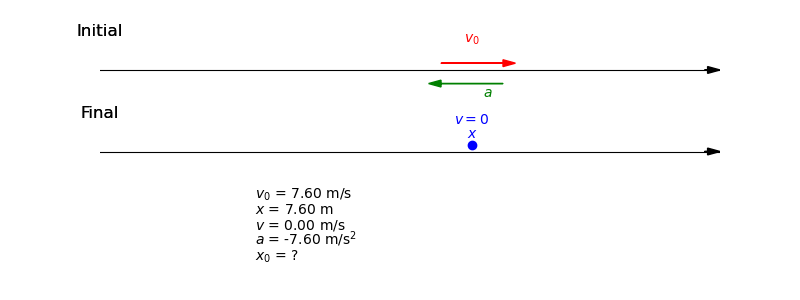 Initial
v₀
a
Final
v = 0
x
v₀ = 7.60 m/s
x = 7.60 m
v = 0.00 m/s
a = -7.60 m/s²
x₀ = ?